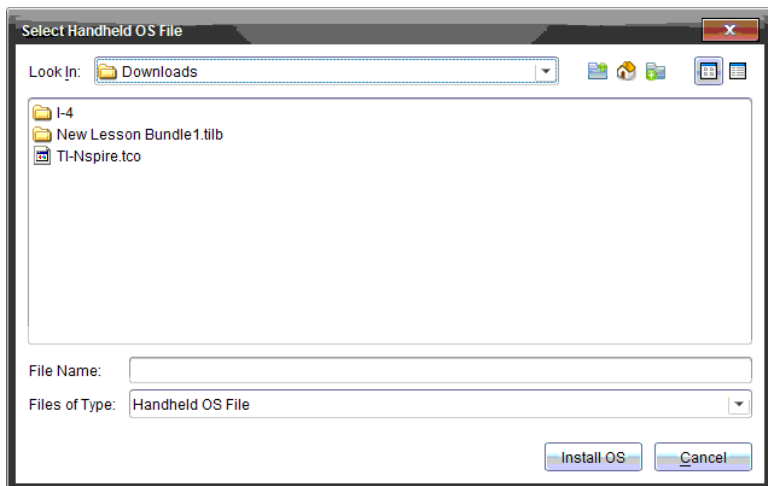 Select Handheld OS File
Look In: Downloads
I-4
New Lesson Bundle1.tilb
TI-Nspire.tco
File Name:
Files of Type: Handheld OS File
Install OS Cancel